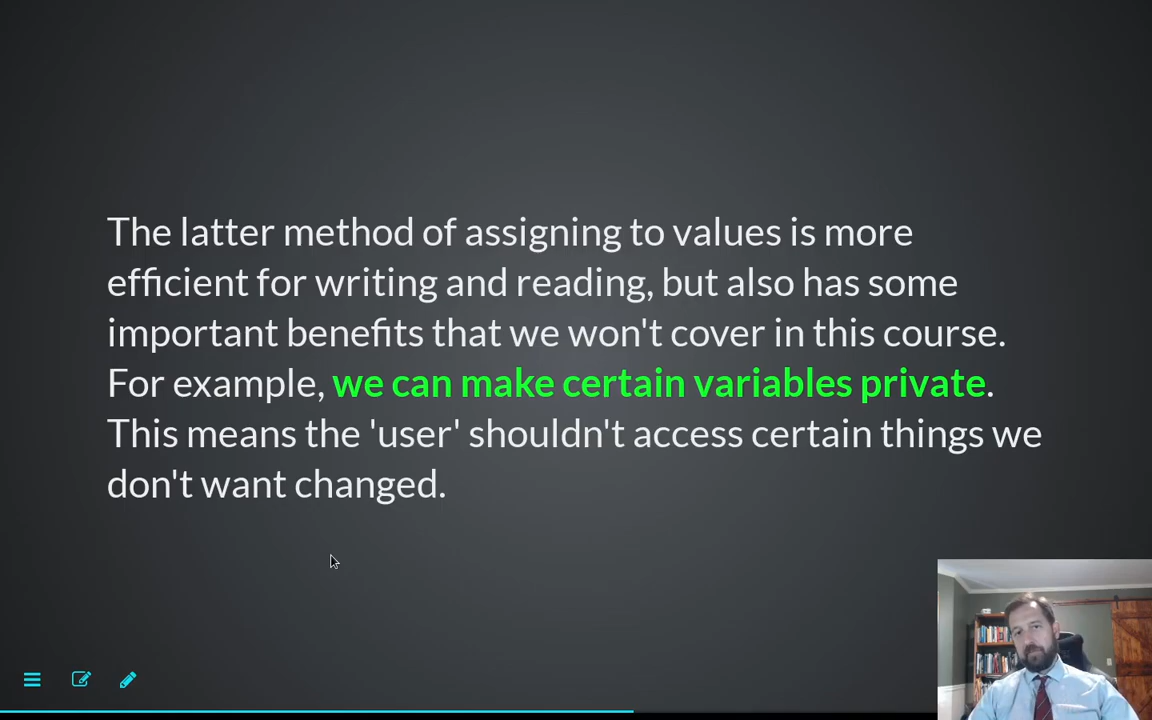 The latter method of assigning to values is more
efficient for writing and reading, but also has some
important benefits that we won't cover in this course.
For example, we can make certain variables private.
This means the 'user' shouldn't access certain things we
don't want changed.